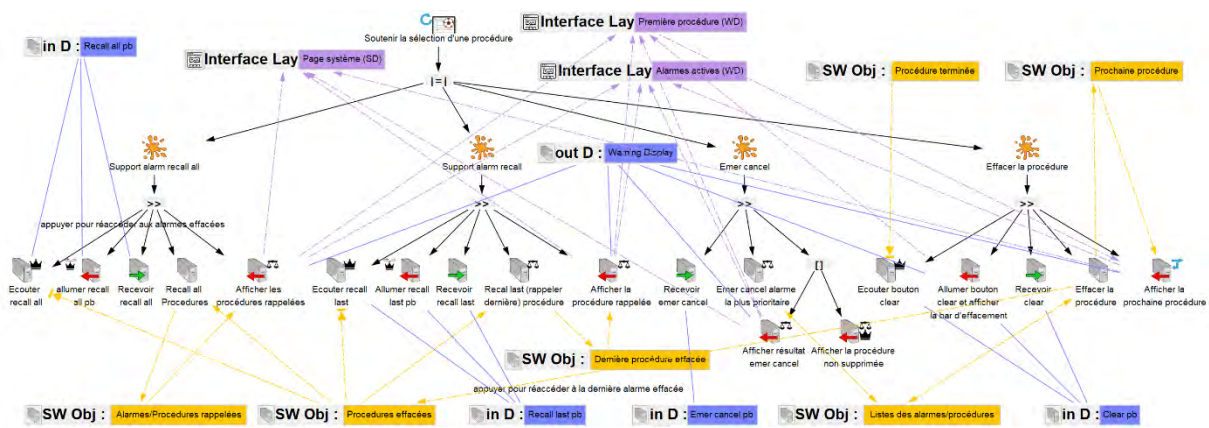 Soutenir la sélection d'une procédure
|=|
Interface Lay Première procédure (WD)
in D : Recall all pb
Interface Lay Page système (SD)
Interface Lay Alarmes actives (WD)
SW Obj : Procédure terminée
SW Obj : Prochaine procédure
Support alarm recall all
Support alarm recall
out D : Warning Display
Emer cancel
Effacer la procédure
>>
>>
>>
>>
appuyer pour réaccéder aux alarmes effacées
Ecouter
recall all
allumer recall
all pb
Recevoir
recall all
Recall all
Procedures
Afficher les
procédures rappelées
Ecouter recall
last
Allumer recall
last pb
Recevoir
recall last
Recal last (rappeler
dernière) procédure
Afficher la
procédure rappelée
Recevoir
emer cancel
Emer cancel alarme
la plus prioritaire
[]
Ecouter bouton
clear
Allumer bouton
clear et afficher
la bar d'effacement
Recevoir
clear
Effacer la
procédure
Afficher la
prochaine procédure
Afficher résultat
emer cancel
Afficher la procédure
non supprimée
SW Obj : Dernière procédure effacée
appuyer pour réaccéder à la dernière alarme effacée
SW Obj : Alarmes/Procedures rappelées
SW Obj : Procedures effacées
in D : Recall last pb
in D : Emer cancel pb
SW Obj : Listes des alarmes/procédures
in D : Clear pb